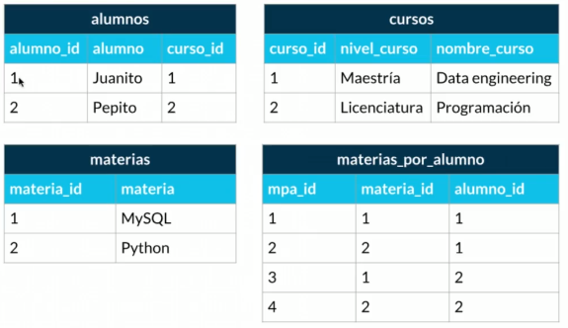 alumnos
alumno_id alumno curso_id
1 Juanito 1
2 Pepito 2
cursos
curso_id nivel_curso nombre_curso
1 Maestría Data engineering
2 Licenciatura Programación
materias
materia_id materia
1 MySQL
2 Python
materias_por_alumno
mpa_id materia_id alumno_id
1 1 1
2 2 1
3 1 2
4 2 2